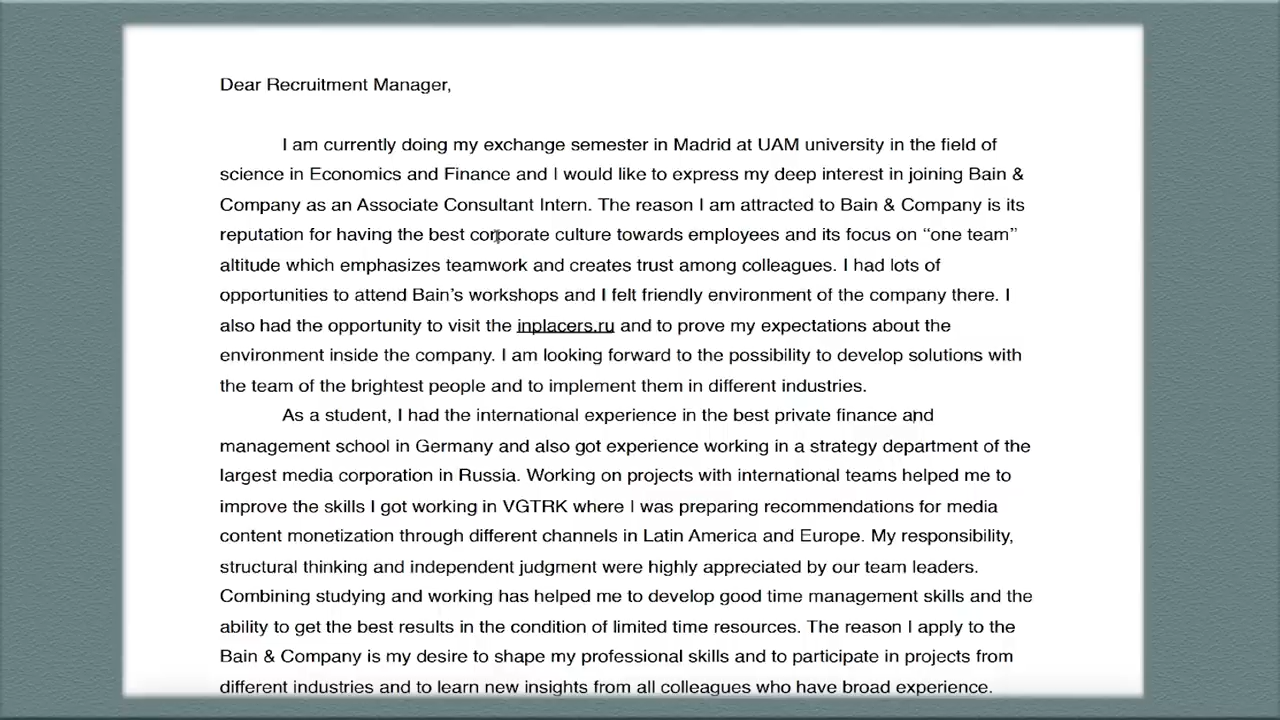 Dear Recruitment Manager,
I am currently doing my exchange semester in Madrid at UAM university in the field of
science in Economics and Finance and I would like to express my deep interest in joining Bain &
Company as an Associate Consultant Intern. The reason I am attracted to Bain & Company is its
reputation for having the best corporate culture towards employees and its focus on “one team”
altitude which emphasizes teamwork and creates trust among colleagues. I had lots of
opportunities to attend Bain’s workshops and I felt friendly environment of the company there. I
also had the opportunity to visit the inplacers.ru and to prove my expectations about the
environment inside the company. I am looking forward to the possibility to develop solutions with
the team of the brightest people and to implement them in different industries.
As a student, I had the international experience in the best private finance and
management school in Germany and also got experience working in a strategy department of the
largest media corporation in Russia. Working on projects with international teams helped me to
improve the skills I got working in VGTRK where I was preparing recommendations for media
content monetization through different channels in Latin America and Europe. My responsibility,
structural thinking and independent judgment were highly appreciated by our team leaders.
Combining studying and working has helped me to develop good time management skills and the
ability to get the best results in the condition of limited time resources. The reason I apply to the
Bain & Company is my desire to shape my professional skills and to participate in projects from
different industries and to learn new insights from all colleagues who have broad experience.